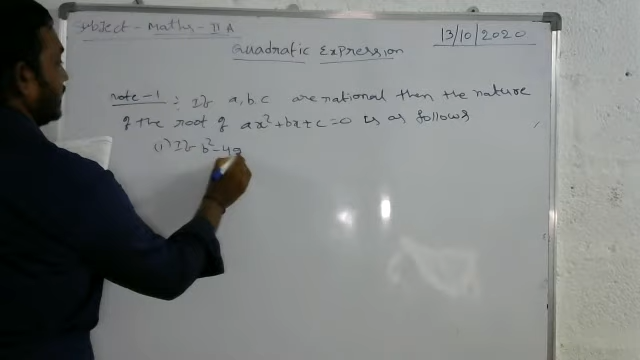 Subject - Maths - II A
13/10/2020
Quadratic Expression
note-1 : If a, b, c are rational then the nature
of the root of ax²+bx+c=0 is as follows
(1) If b²-4a